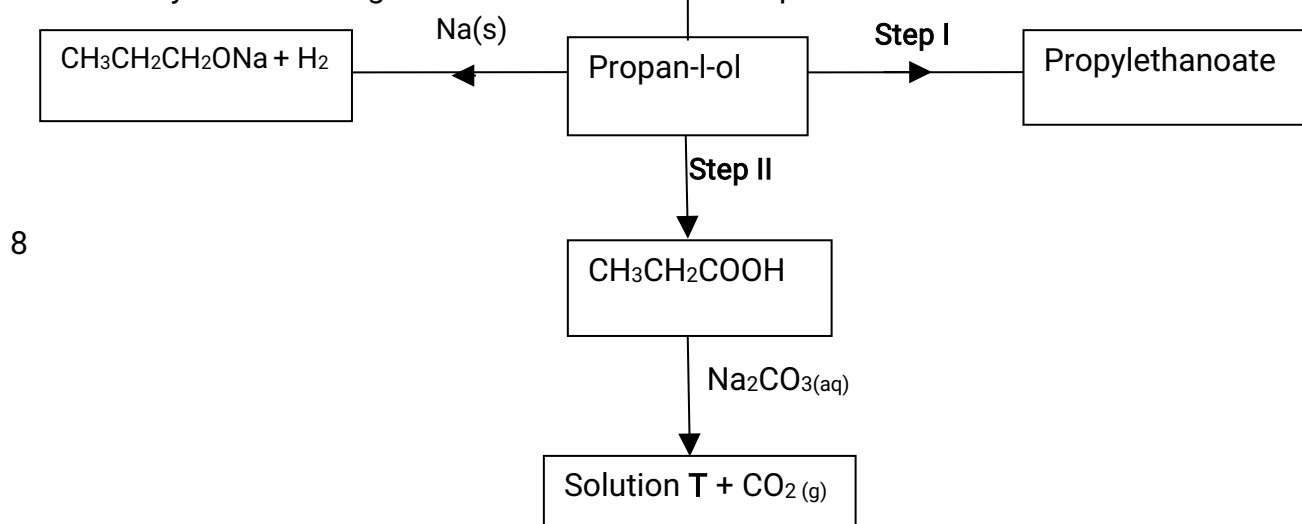 Na(s)
Step I
CH₃CH₂CH₂ONa + H₂
Propan-l-ol
Propylethanoate
Step II
8
CH₃CH₂COOH
Na₂CO₃(aq)
Solution T + CO₂ (g)